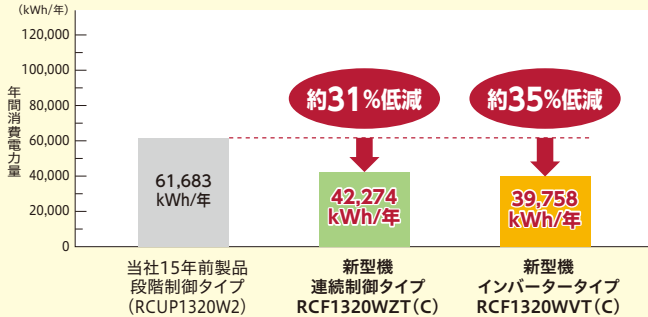 (kWh/年)
120,000
100,000
80,000
60,000
40,000
20,000
0
年間消費電力量
約31%低減
約35%低減
61,683
kWh/年
42,274
kWh/年
39,758
kWh/年
当社15年前製品
段階制御タイプ
(RCUP1320W2)
新型機
連続制御タイプ
RCF1320WZT(C)
新型機
インバータータイプ
RCF1320WVT(C)